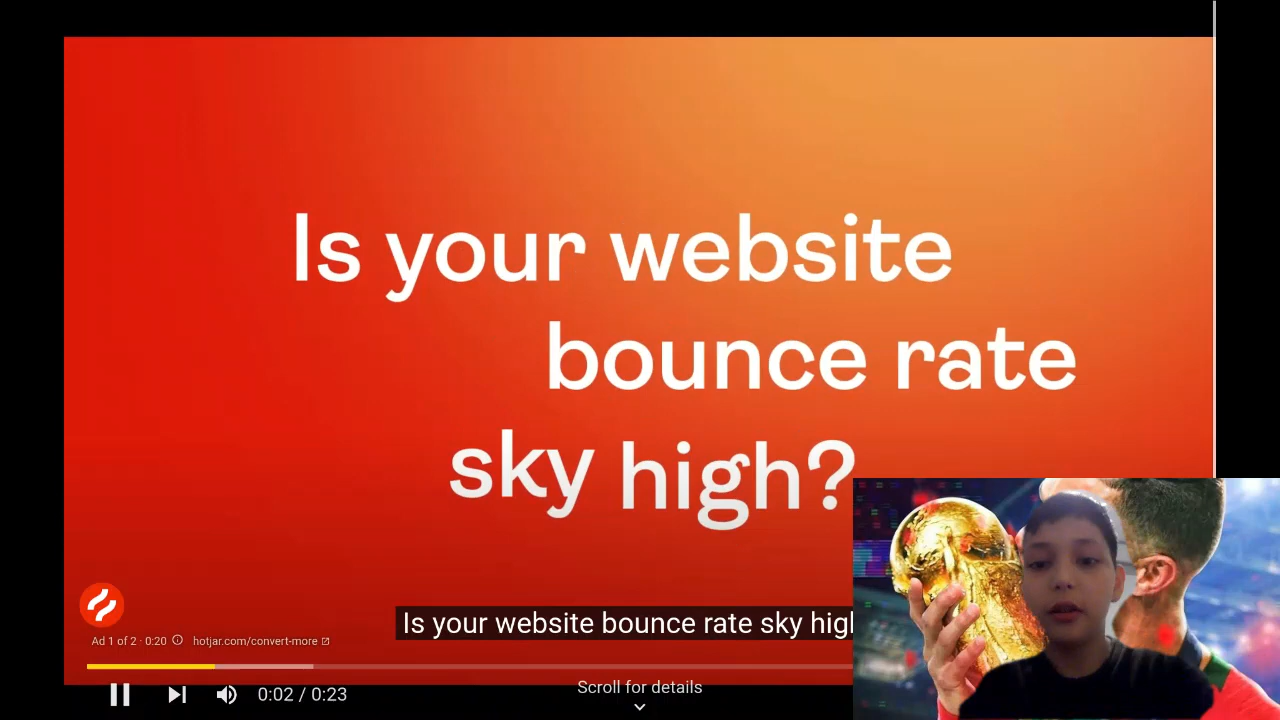 Is your website
bounce rate
sky high?
Is your website bounce rate sky
Ad 1 of 2 · 0:20
hotjar.com/convert-more
0:02 / 0:23
Scroll for details